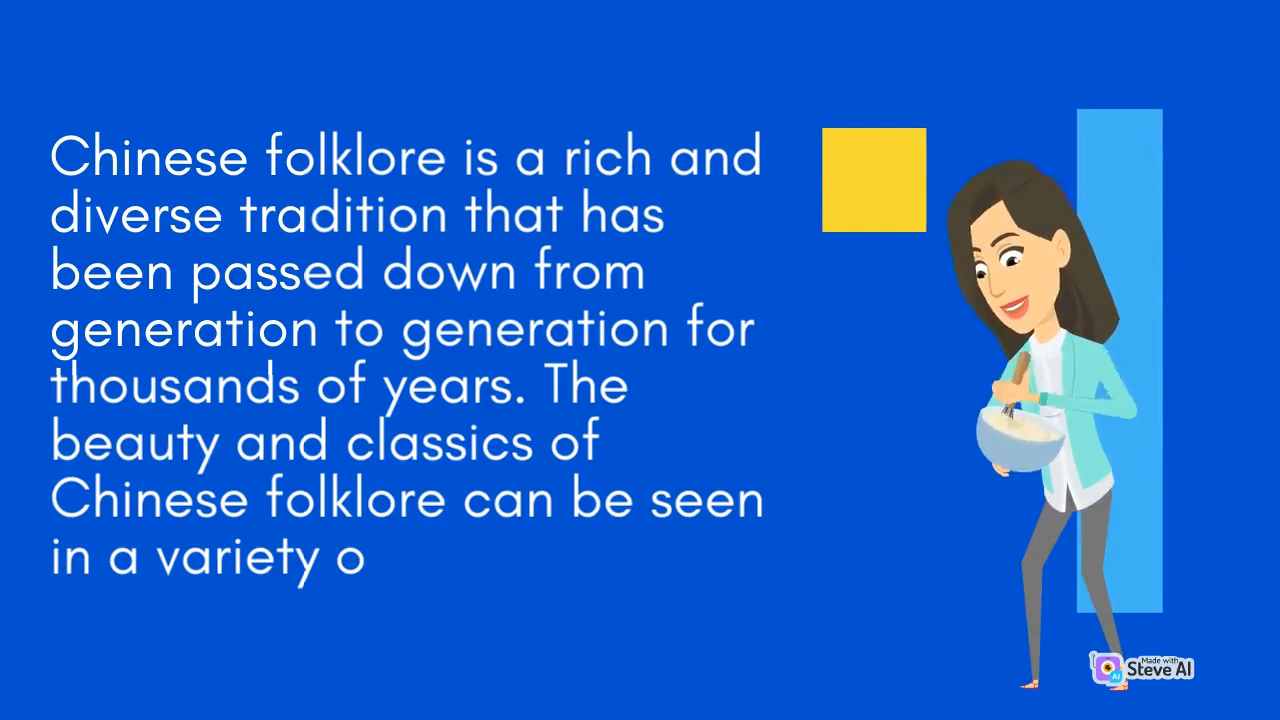 Chinese folklore is a rich and
diverse tradition that has
been passed down from
generation to generation for
thousands of years. The
beauty and classics of
Chinese folklore can be seen
in a variety o
Made with
Steve AI
AI